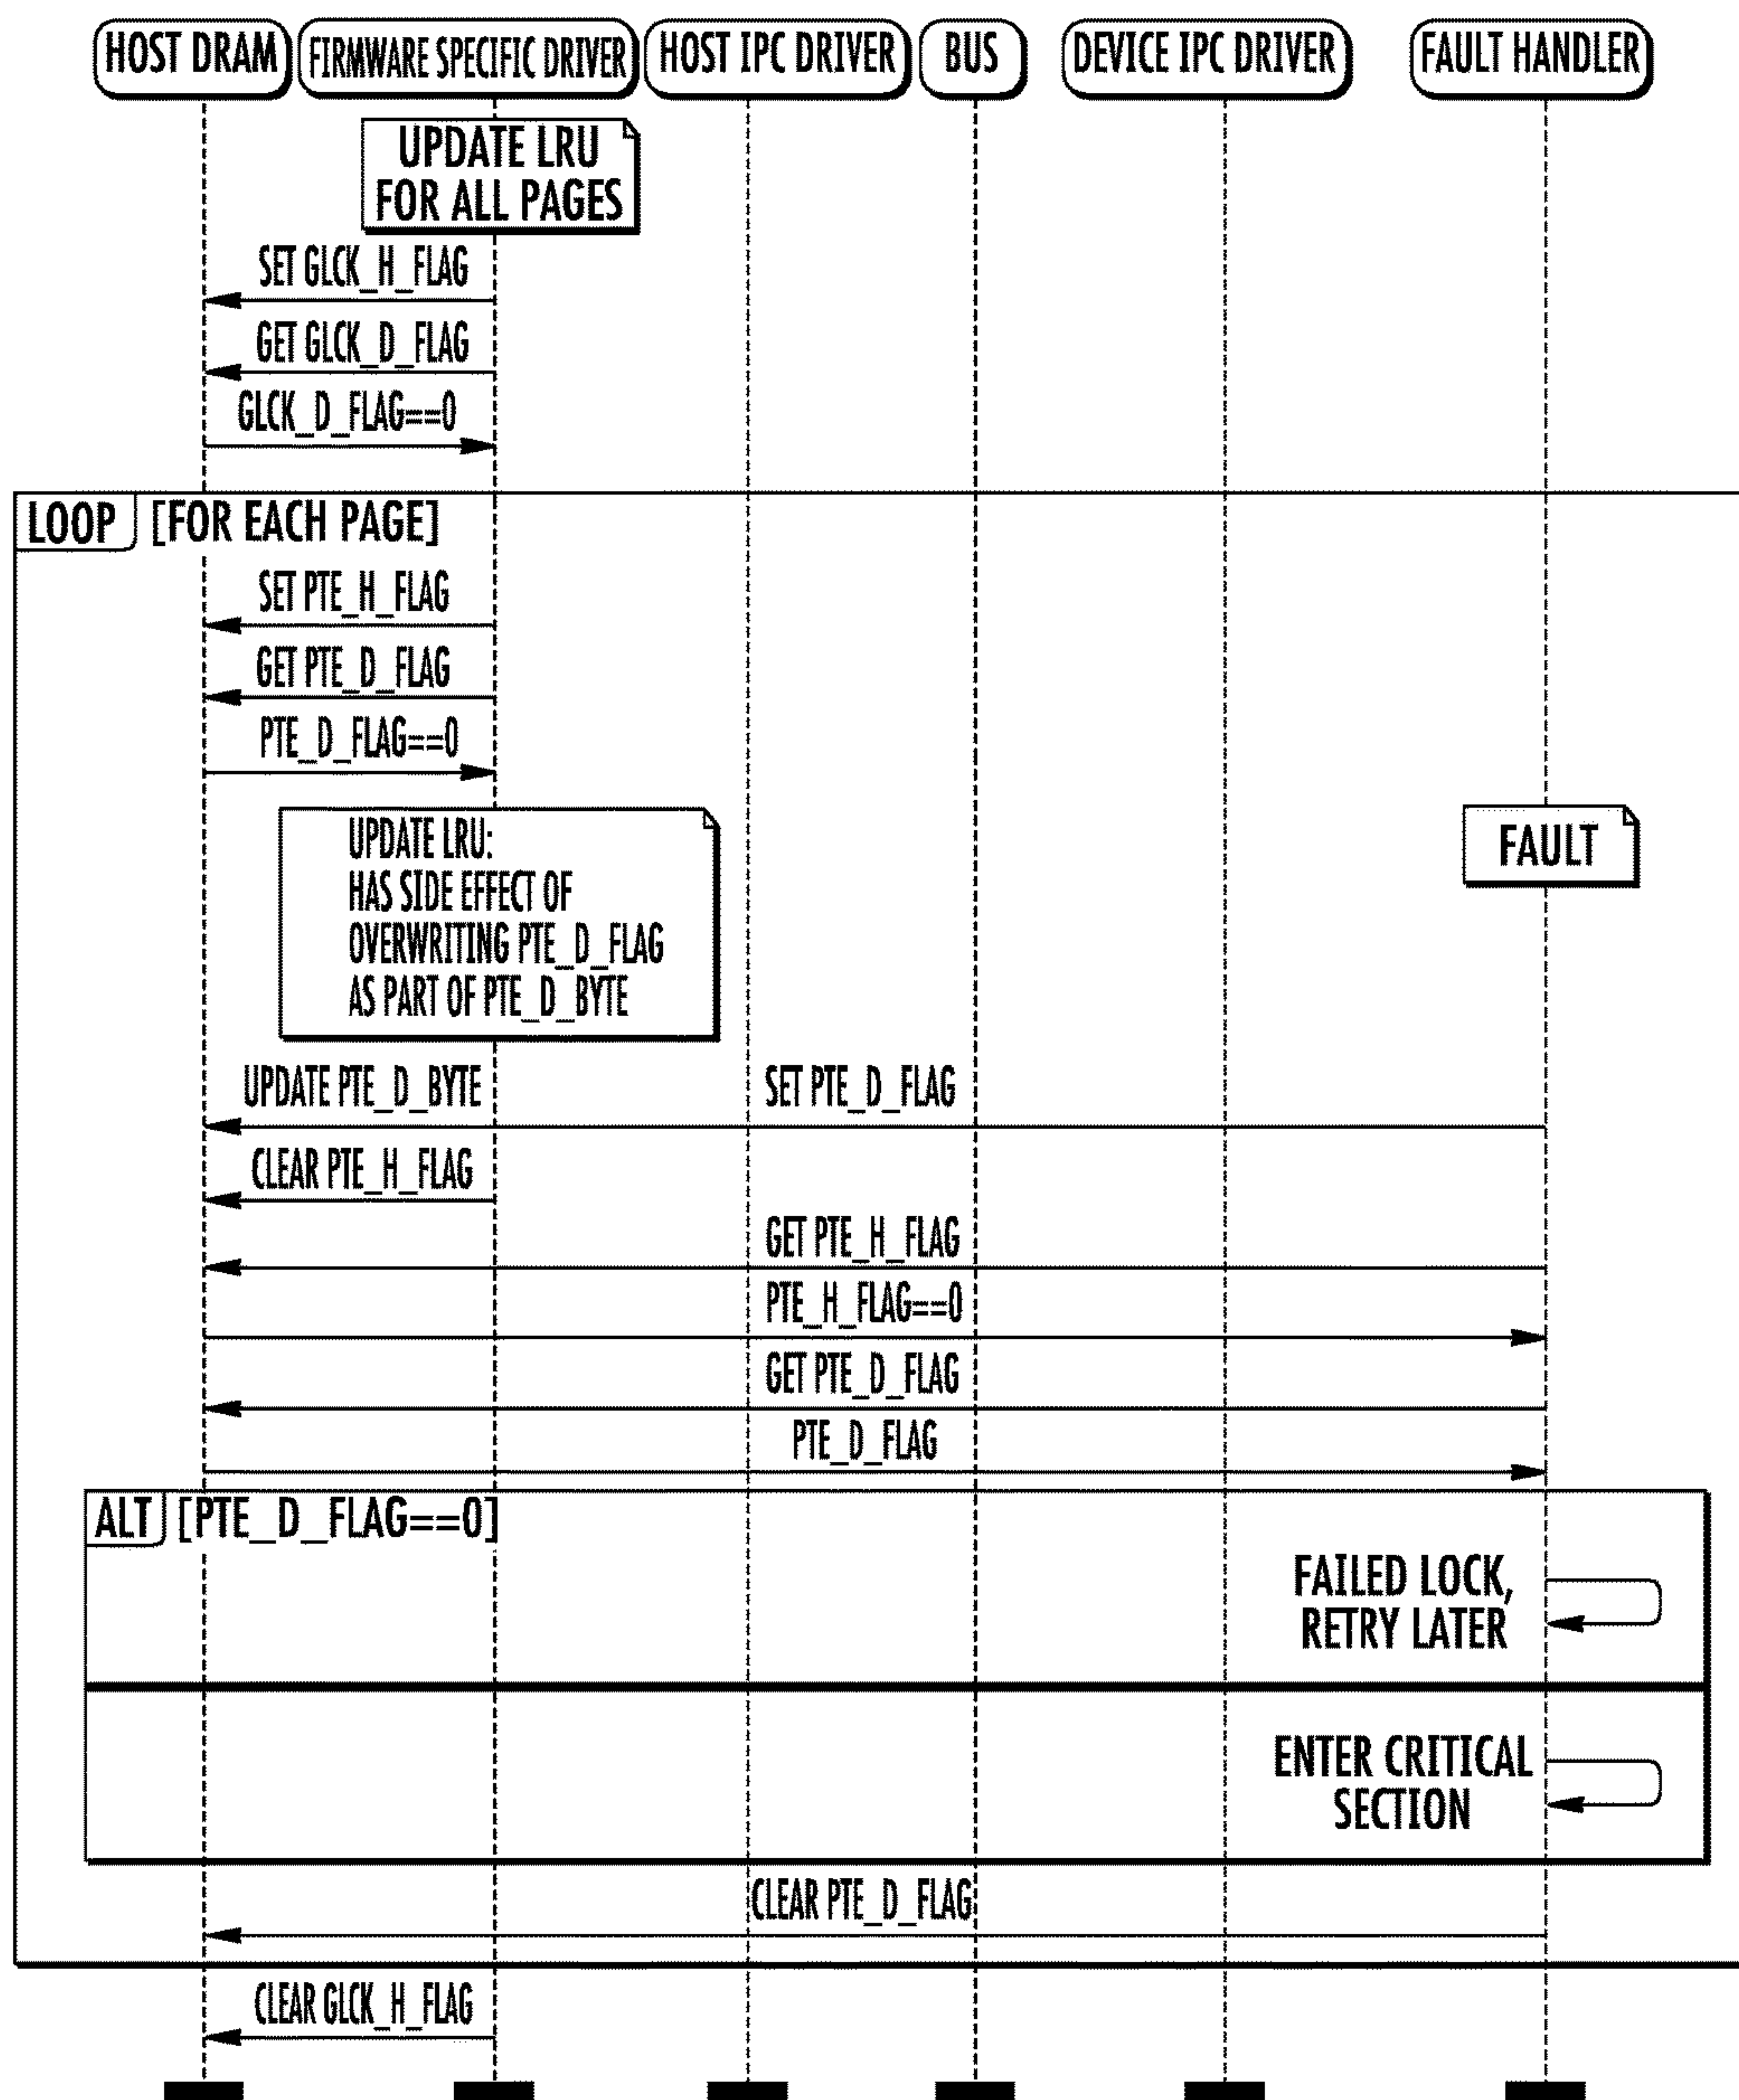 HOST DRAM
FIRMWARE SPECIFIC DRIVER
HOST IPC DRIVER
BUS
DEVICE IPC DRIVER
FAULT HANDLER
UPDATE LRU
FOR ALL PAGES
SET GLCK_H_FLAG
GET GLCK_D_FLAG
GLCK_D_FLAG==0
LOOP [FOR EACH PAGE]
SET PTE_H_FLAG
GET PTE_D_FLAG
PTE_D_FLAG==0
UPDATE LRU:
HAS SIDE EFFECT OF
OVERWRITING PTE_D_FLAG
AS PART OF PTE_D_BYTE
FAULT
UPDATE PTE_D_BYTE
SET PTE_D_FLAG
CLEAR PTE_H_FLAG
GET PTE_H_FLAG
PTE_H_FLAG==0
GET PTE_D_FLAG
PTE_D_FLAG
ALT [PTE_D_FLAG==0]
FAILED LOCK,
RETRY LATER
ENTER CRITICAL
SECTION
CLEAR PTE_D_FLAG
CLEAR GLCK_H_FLAG